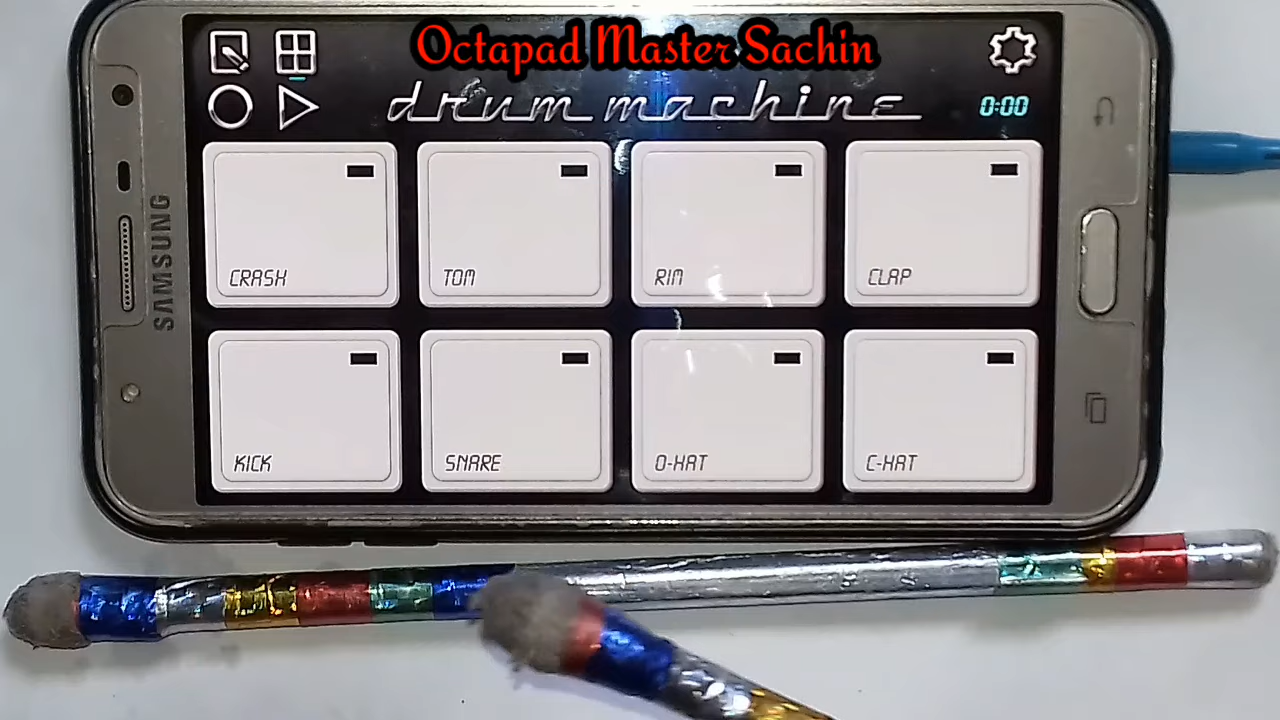 Octapad Master Sachin
drum machine
0:00
SAMSUNG
CRASH
TOM
RIM
CLAP
KICK
SNARE
O-HAT
C-HAT